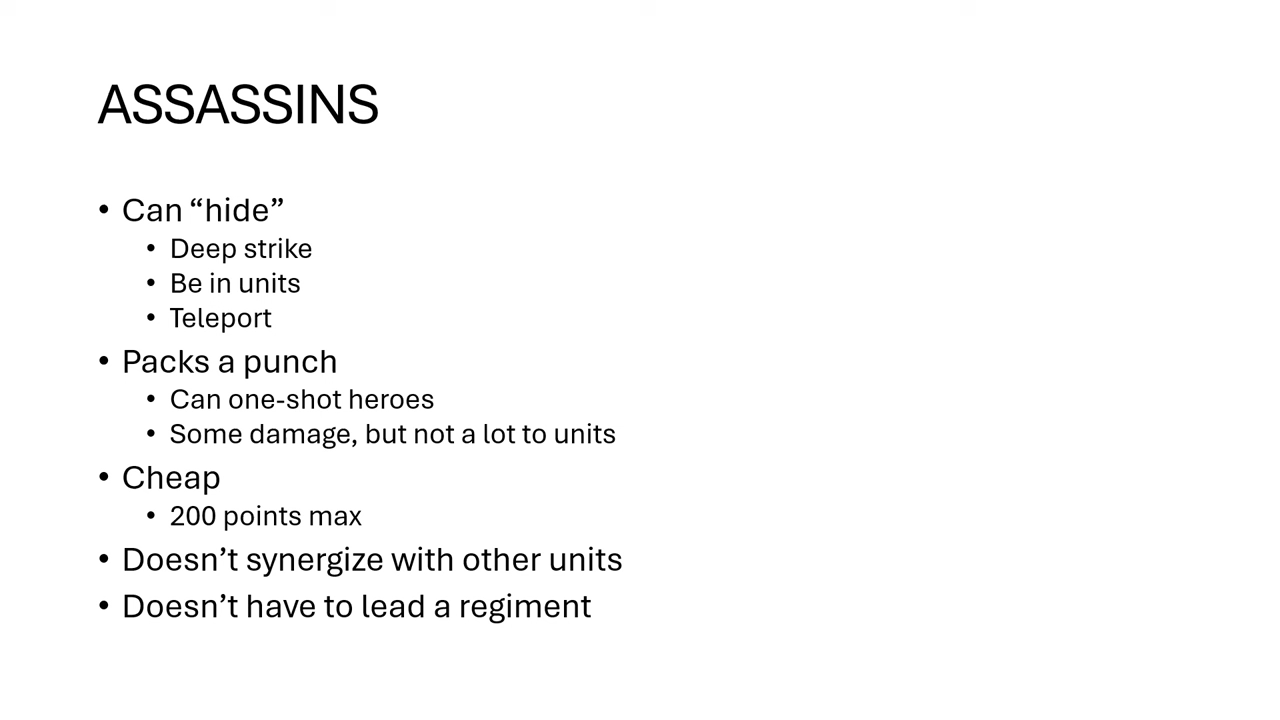 ASSASSINS
• Can “hide”
• Deep strike
• Be in units
• Teleport
• Packs a punch
• Can one-shot heroes
• Some damage, but not a lot to units
• Cheap
• 200 points max
• Doesn’t synergize with other units
• Doesn’t have to lead a regiment